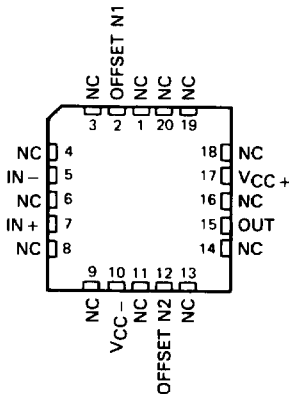 NC
OFFSET N1
NC
NC
NC
3 2 1 20 19
NC 4
IN− 5
NC 6
IN+ 7
NC 8
18 NC
17 VCC+
16 NC
15 OUT
14 NC
9 10 11 12 13
NC
VCC−
NC
OFFSET N2
NC